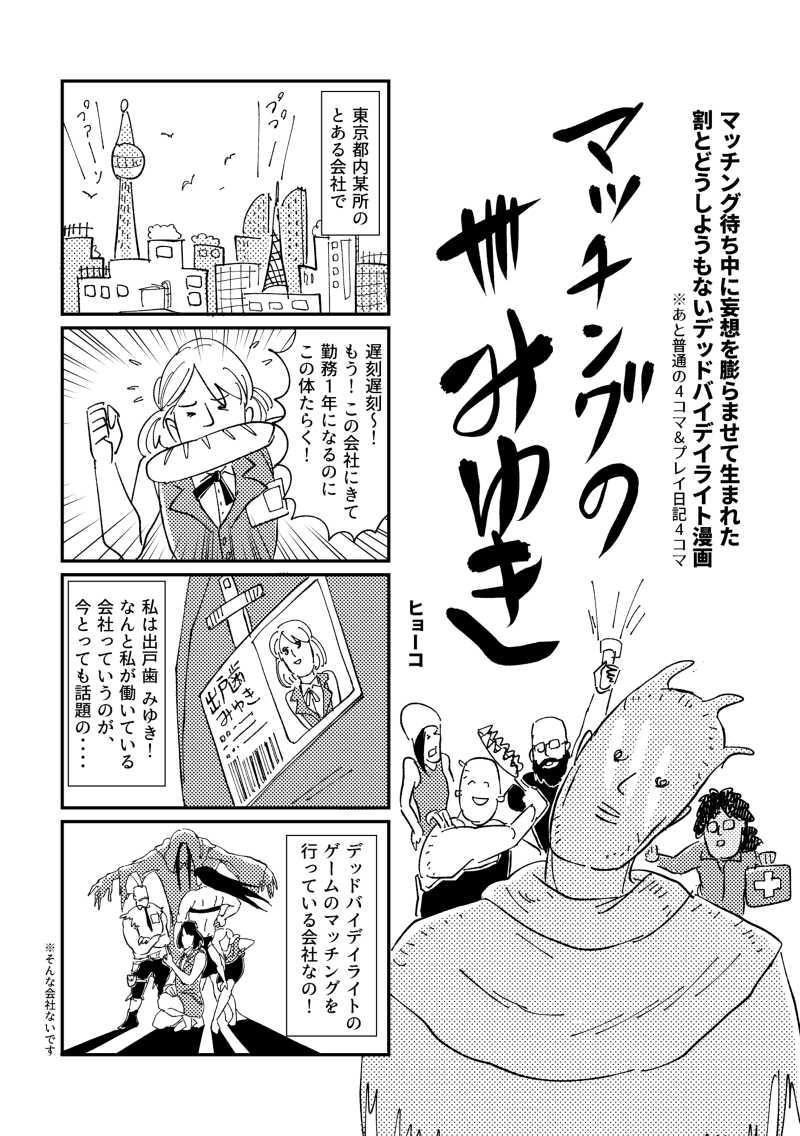 マッチング待ち中に妄想を膨らませて生まれた
割とどうしようもないデッドバイデイライト漫画
※あと普通の4コマ&プレイ日記4コマ
マッチングの
みゆき
ヒョーコ
東京都内某所の
とある会社で
プァーン
プップー
遅刻遅刻〜!
もう!この会社にきて
勤務1年になるのに
この体たらく!
私は出戸歯 みゆき!
なんと私が働いている
会社っていうのが、
今とっても話題の‥‥
出戸歯
みゆき
デッドバイデイライトの
ゲームのマッチングを
行っている会社なの!
※そんな会社ないです